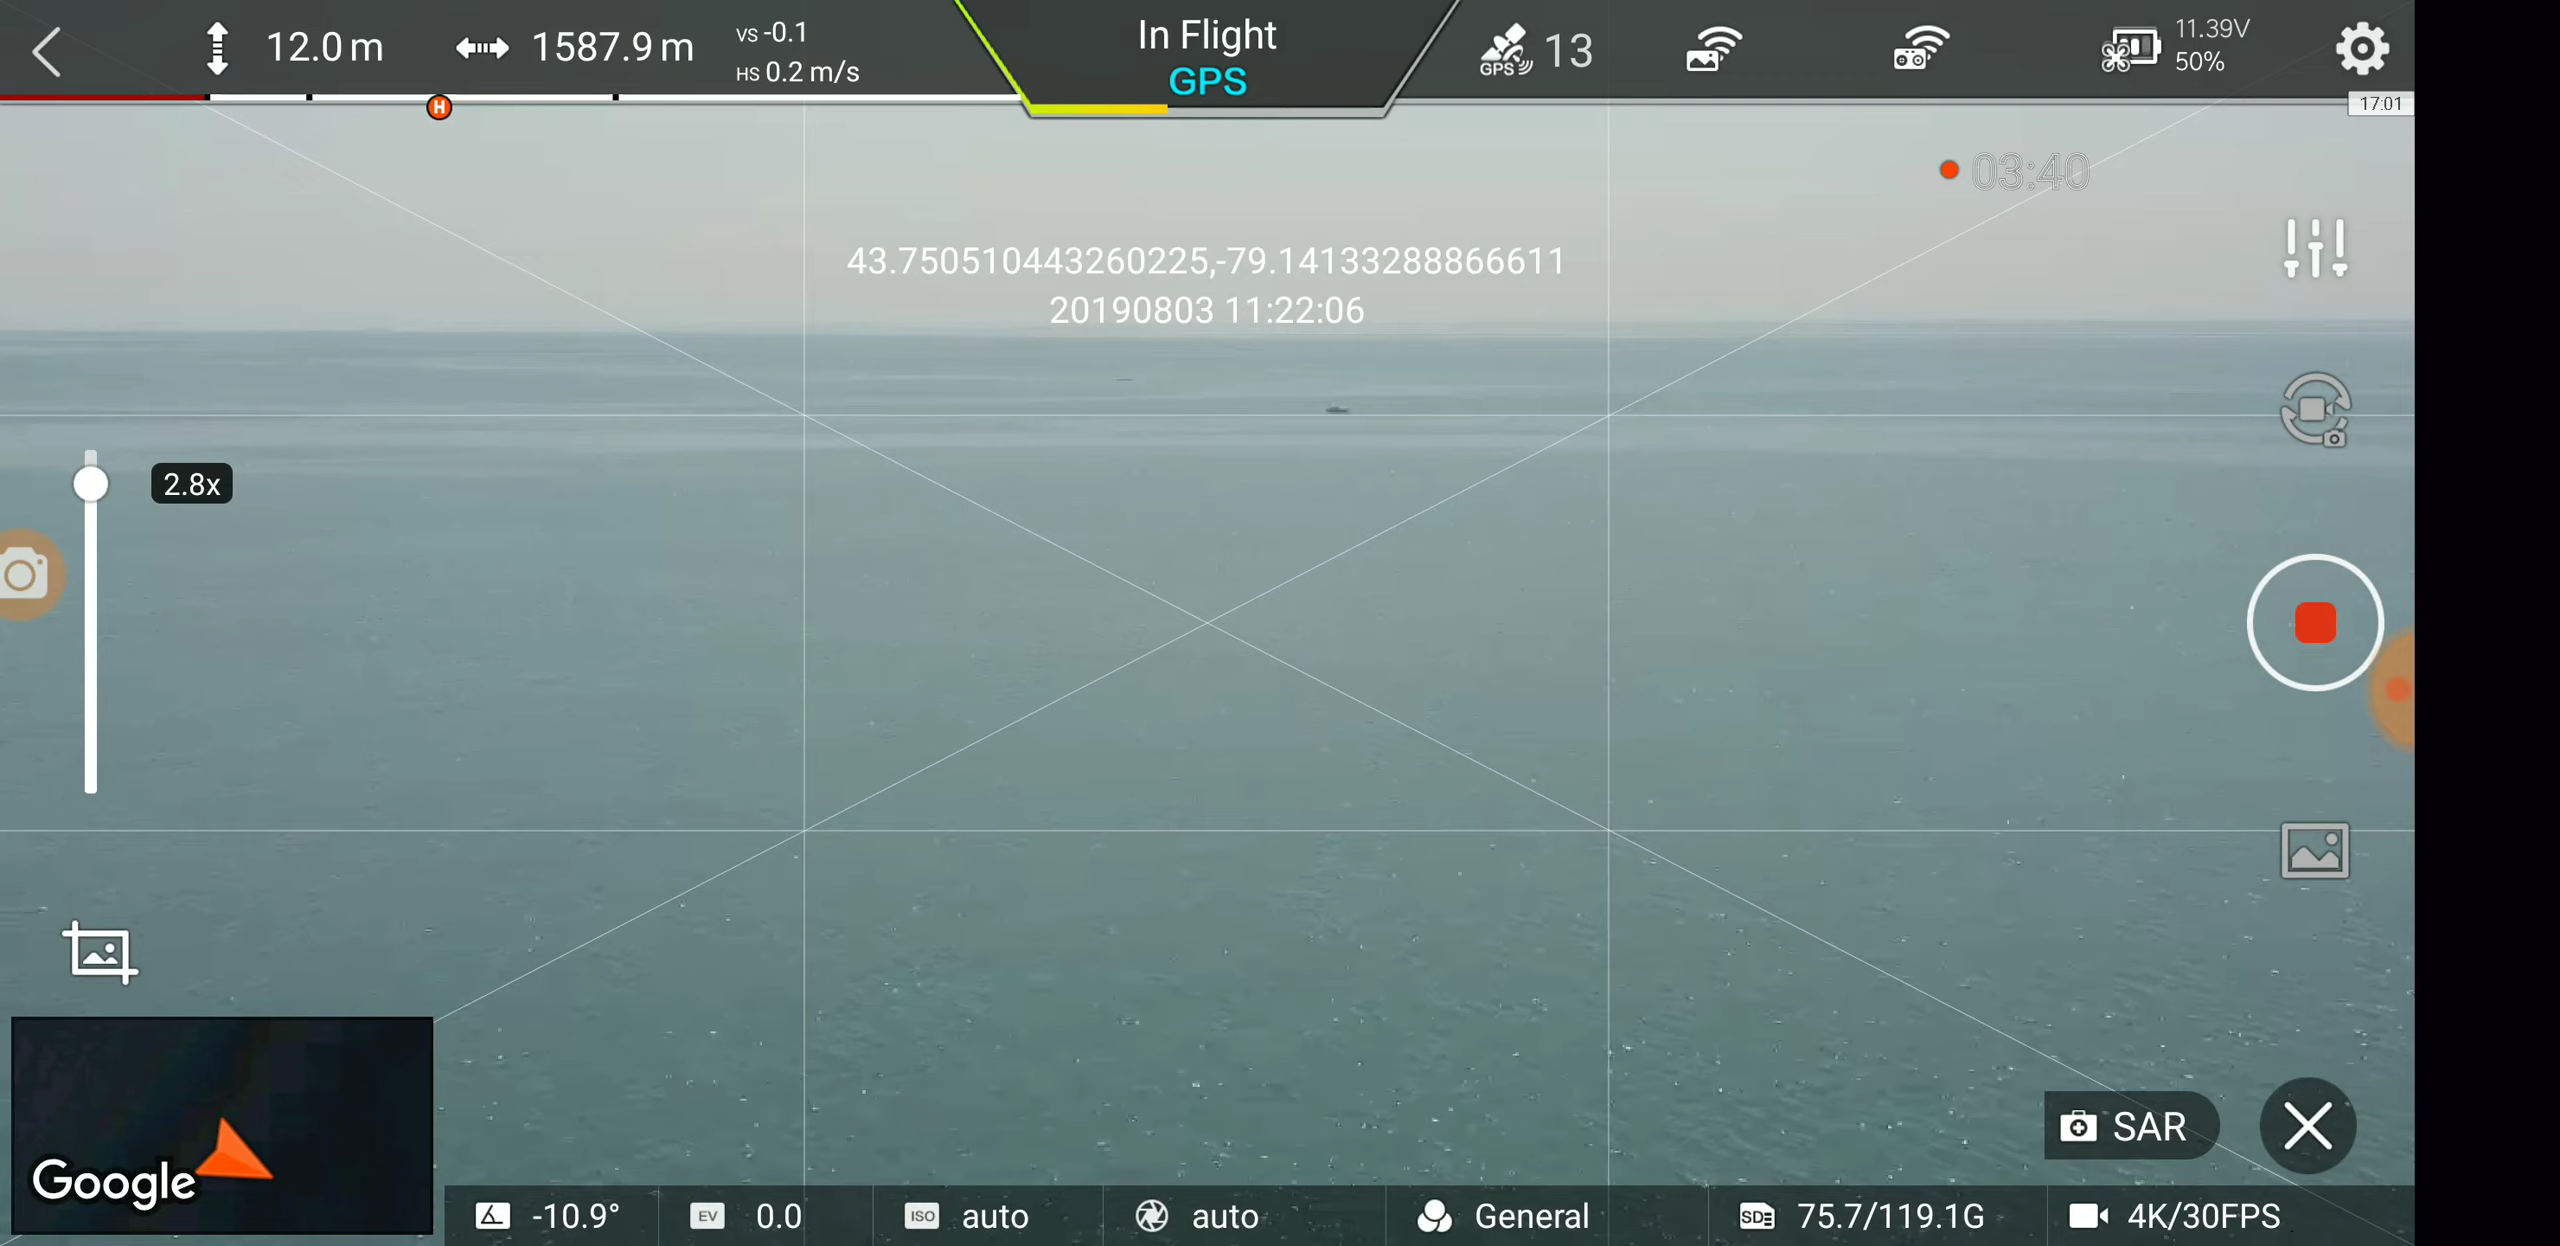 12.0 m
1587.9 m
VS -0.1
HS 0.2 m/s
In Flight
GPS
GPS
13
11.39V
50%
H
17:01
03:40
43.750510443260225,-79.14133288866611
20190803 11:22:06
2.8x
Google
SAR
-10.9°
EV
0.0
ISO
auto
auto
General
SD
75.7/119.1G
4K/30FPS